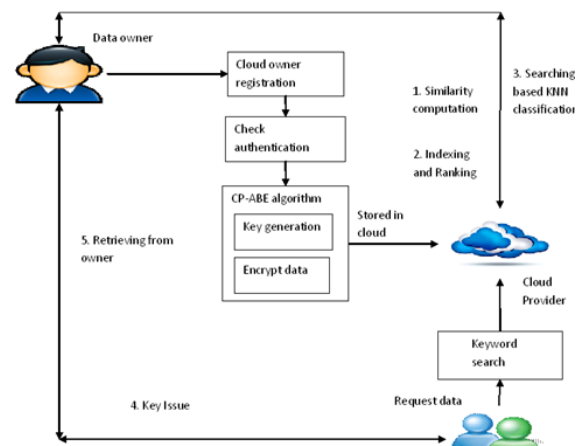 Data owner
Cloud owner
registration
Check
authentication
CP-ABE algorithm
Key generation
Encrypt data
Stored in
cloud
1. Similarity
computation
2. Indexing
and Ranking
3. Searching
based KNN
classification
5. Retrieving from
owner
Cloud
Provider
Keyword
search
Request data
4. Key Issue